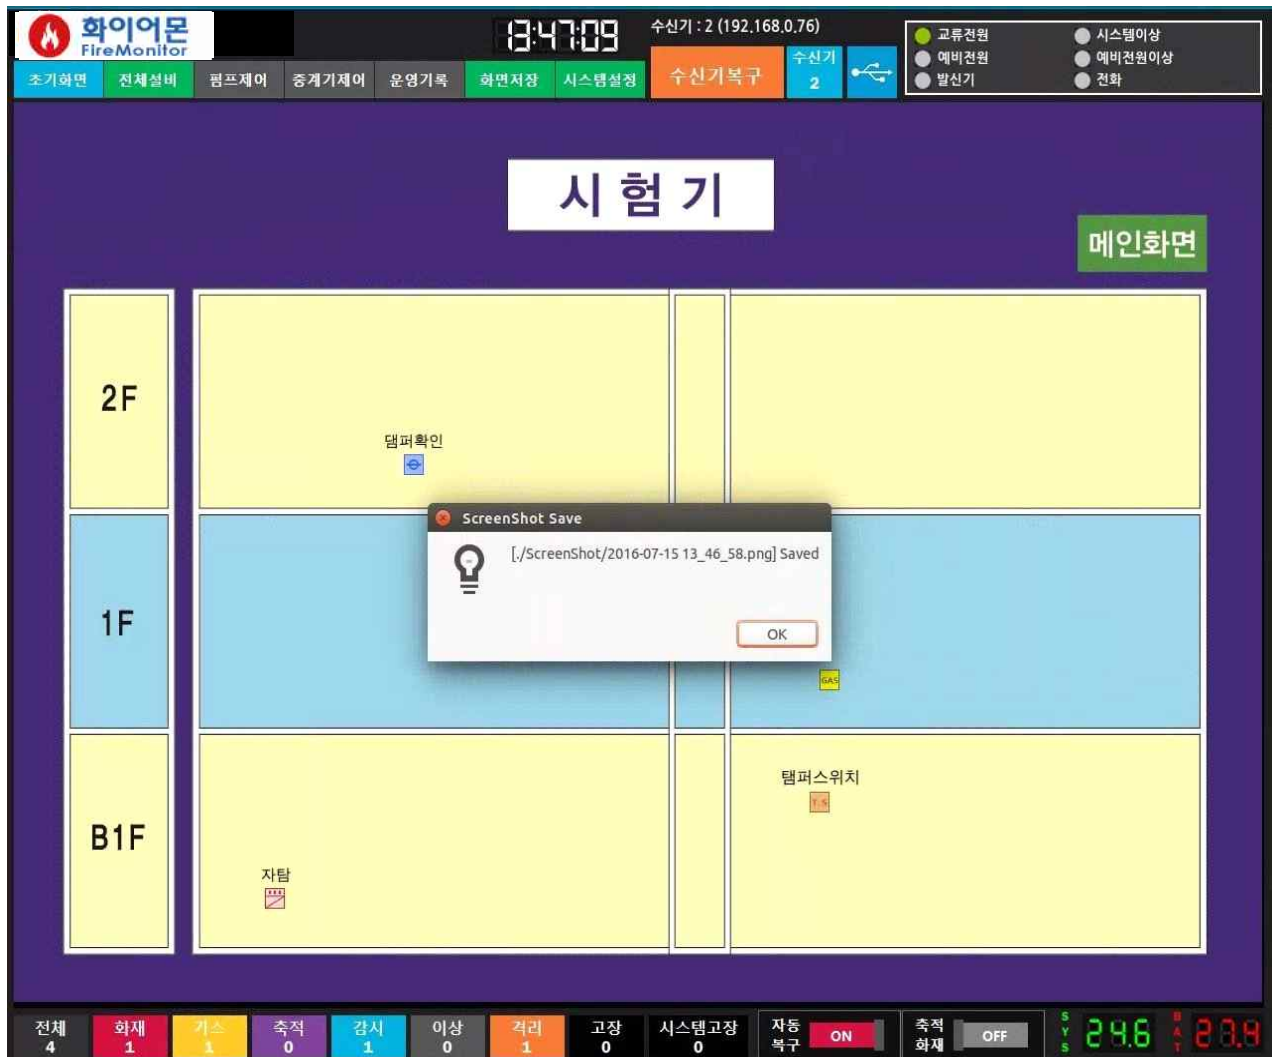 화이어몬
FireMonitor
13:47:09
수신기 : 2 (192.168.0.76)
교류전원
시스템이상
예비전원
예비전원이상
발신기
전화
초기화면
전체설비
펌프제어
중계기제어
운영기록
화면저장
시스템설정
수신기복구
수신기
2
시 험 기
메인화면
2F
댐퍼확인
ScreenShot Save
[./ScreenShot/2016-07-15 13_46_58.png] Saved
OK
1F
GAS
탬퍼스위치
T.S
B1F
자탐
전체
4
화재
1
가스
1
축적
0
감시
1
이상
0
격리
1
고장
0
시스템고장
0
자동
복구
ON
축적
화재
OFF
SYS
24.6
BAT
27.4